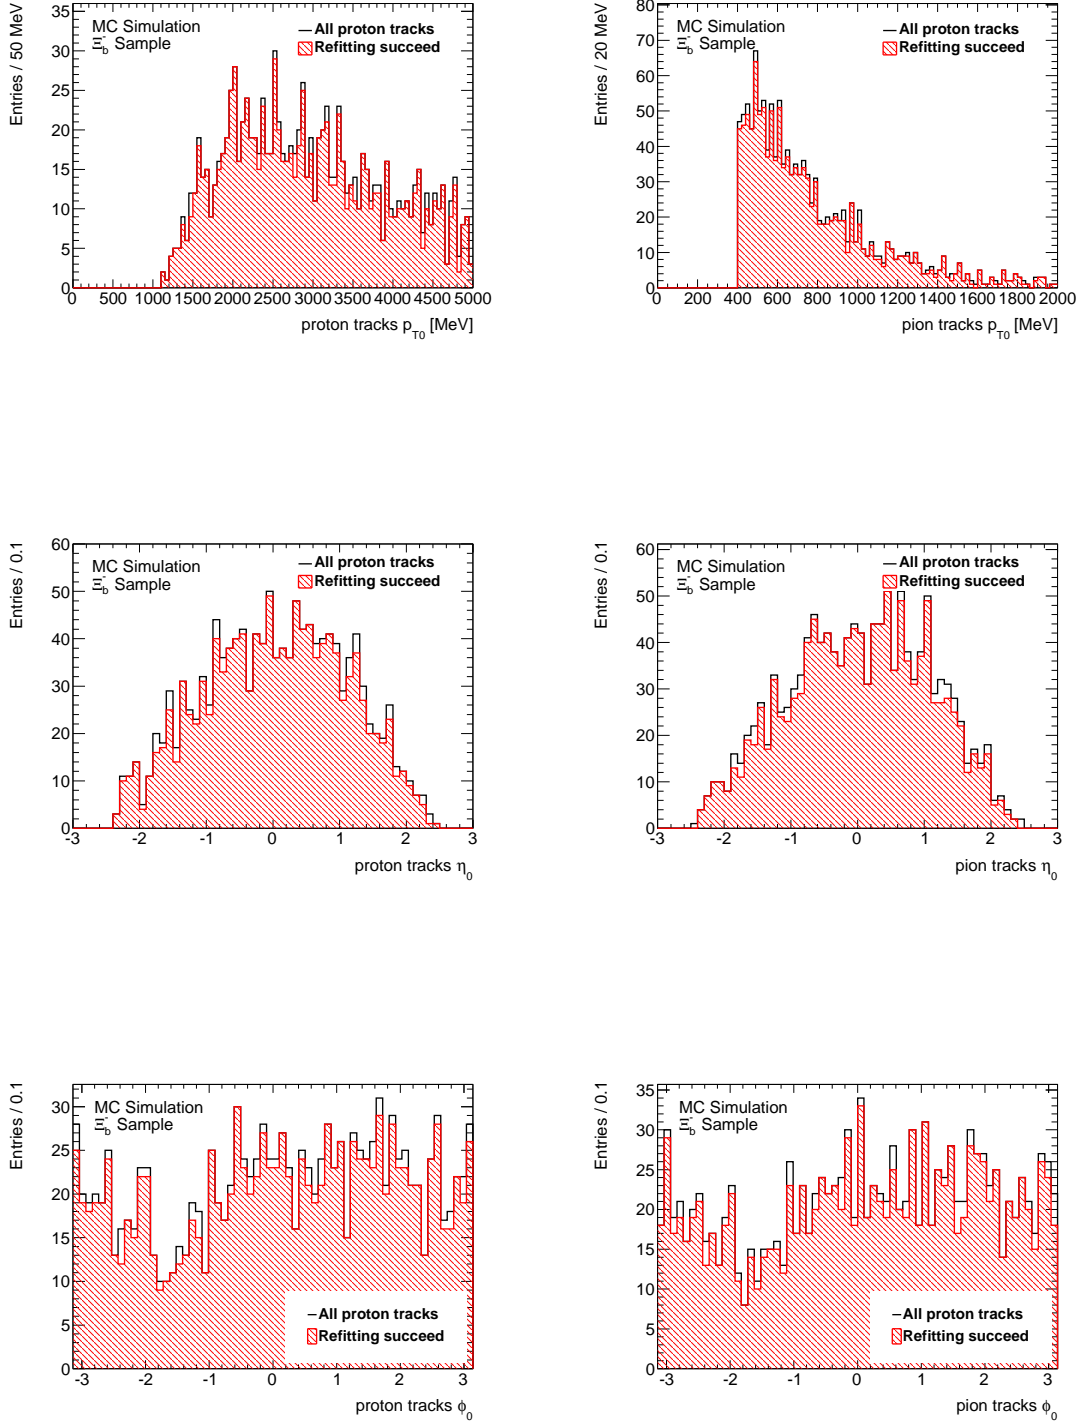 Entries / 50 MeV
35
30
25
20
15
10
5
0
MC Simulation
Ξb- Sample
All proton tracks
Refitting succeed
0 500 1000 1500 2000 2500 3000 3500 4000 4500 5000
proton tracks pT0 [MeV]
Entries / 20 MeV
80
70
60
50
40
30
20
10
0
MC Simulation
Ξb- Sample
All proton tracks
Refitting succeed
0 200 400 600 800 1000 1200 1400 1600 1800 2000
pion tracks pT0 [MeV]
Entries / 0.1
60
50
40
30
20
10
0
MC Simulation
Ξb- Sample
All proton tracks
Refitting succeed
-3 -2 -1 0 1 2 3
proton tracks η0
Entries / 0.1
60
50
40
30
20
10
0
MC Simulation
Ξb- Sample
All proton tracks
Refitting succeed
-3 -2 -1 0 1 2 3
pion tracks η0
Entries / 0.1
30
25
20
15
10
5
0
MC Simulation
Ξb- Sample
All proton tracks
Refitting succeed
-3 -2 -1 0 1 2 3
proton tracks ϕ0
Entries / 0.1
35
30
25
20
15
10
5
0
MC Simulation
Ξb- Sample
All proton tracks
Refitting succeed
-3 -2 -1 0 1 2 3
pion tracks ϕ0